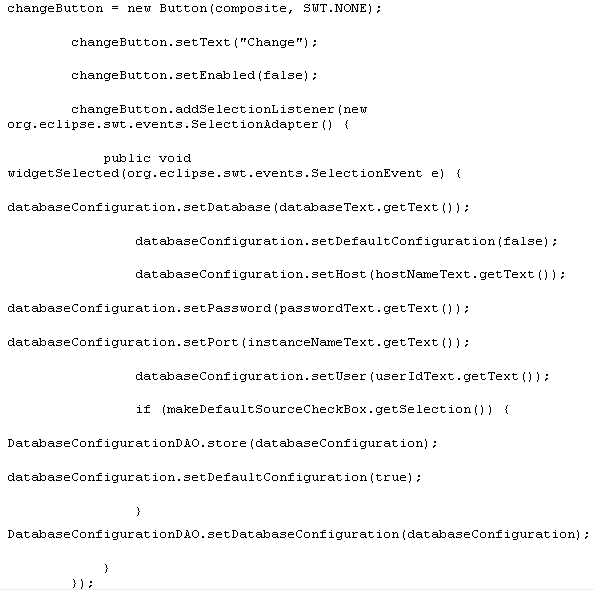 changeButton = new Button(composite, SWT.NONE);
changeButton.setText("Change");
changeButton.setEnabled(false);
changeButton.addSelectionListener(new
org.eclipse.swt.events.SelectionAdapter() {
public void
widgetSelected(org.eclipse.swt.events.SelectionEvent e) {
databaseConfiguration.setDatabase(databaseText.getText());
databaseConfiguration.setDefaultConfiguration(false);
databaseConfiguration.setHost(hostNameText.getText());
databaseConfiguration.setPassword(passwordText.getText());
databaseConfiguration.setPort(instanceNameText.getText());
databaseConfiguration.setUser(userIdText.getText());
if (makeDefaultSourceCheckBox.getSelection()) {
DatabaseConfigurationDAO.store(databaseConfiguration);
databaseConfiguration.setDefaultConfiguration(true);
}
DatabaseConfigurationDAO.setDatabaseConfiguration(databaseConfiguration);
}
});